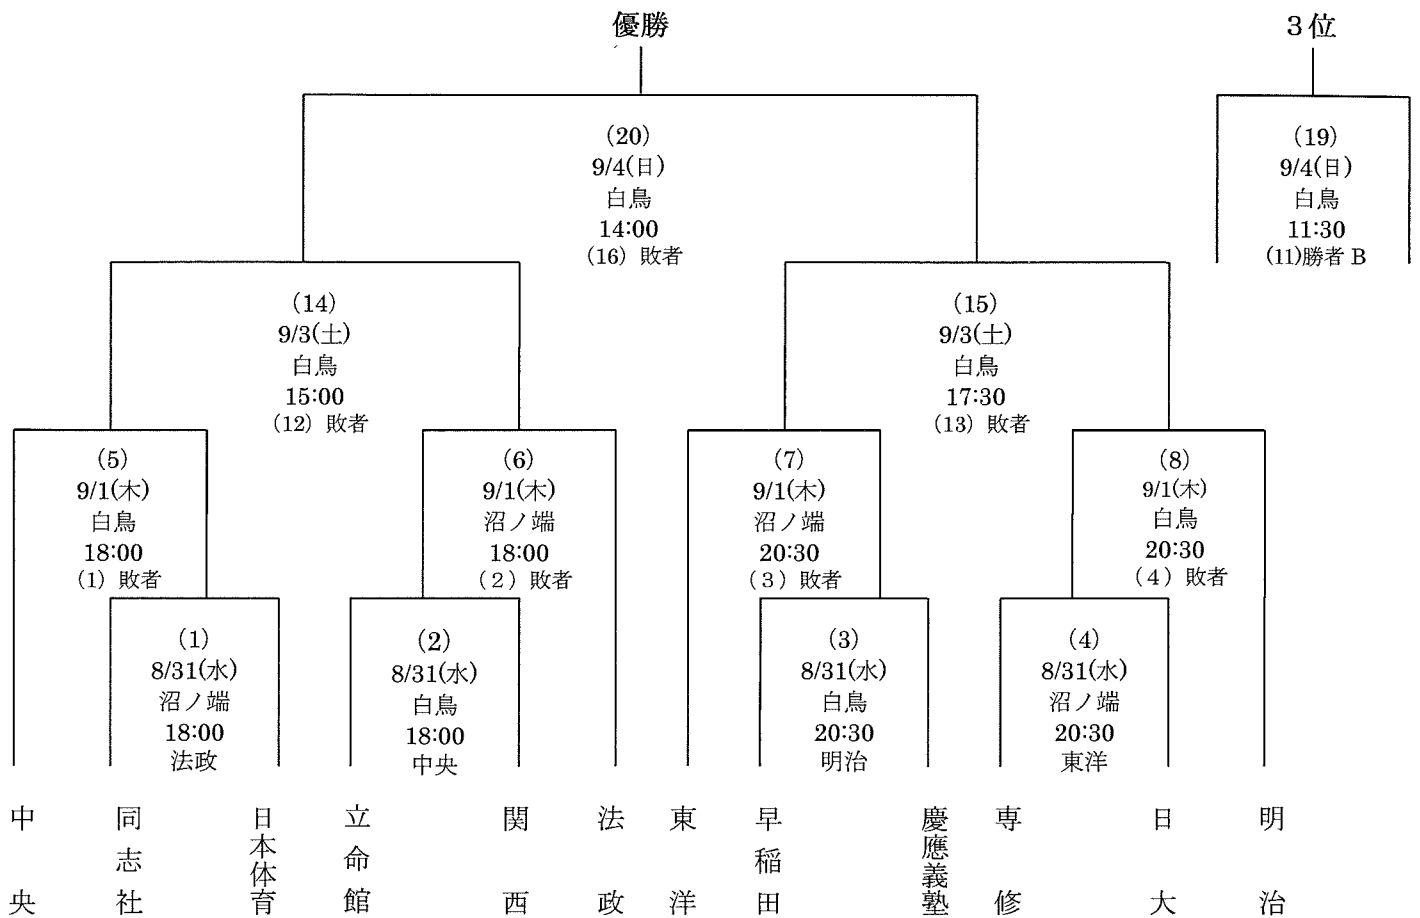 優勝
3位
(20)
9/4(日)
白鳥
14:00
(16) 敗者
(19)
9/4(日)
白鳥
11:30
(11)勝者 B
(14)
9/3(土)
白鳥
15:00
(12) 敗者
(15)
9/3(土)
白鳥
17:30
(13) 敗者
(5)
9/1(木)
白鳥
18:00
(1) 敗者
(6)
9/1(木)
沼ノ端
18:00
(2) 敗者
(7)
9/1(木)
沼ノ端
20:30
(3) 敗者
(8)
9/1(木)
白鳥
20:30
(4) 敗者
(1)
8/31(水)
沼ノ端
18:00
法政
(2)
8/31(水)
白鳥
18:00
中央
(3)
8/31(水)
白鳥
20:30
明治
(4)
8/31(水)
沼ノ端
20:30
東洋
中央
同志社
日本体育
立命館
関西
法政
東洋
早稲田
慶應義塾
専修
日大
明治